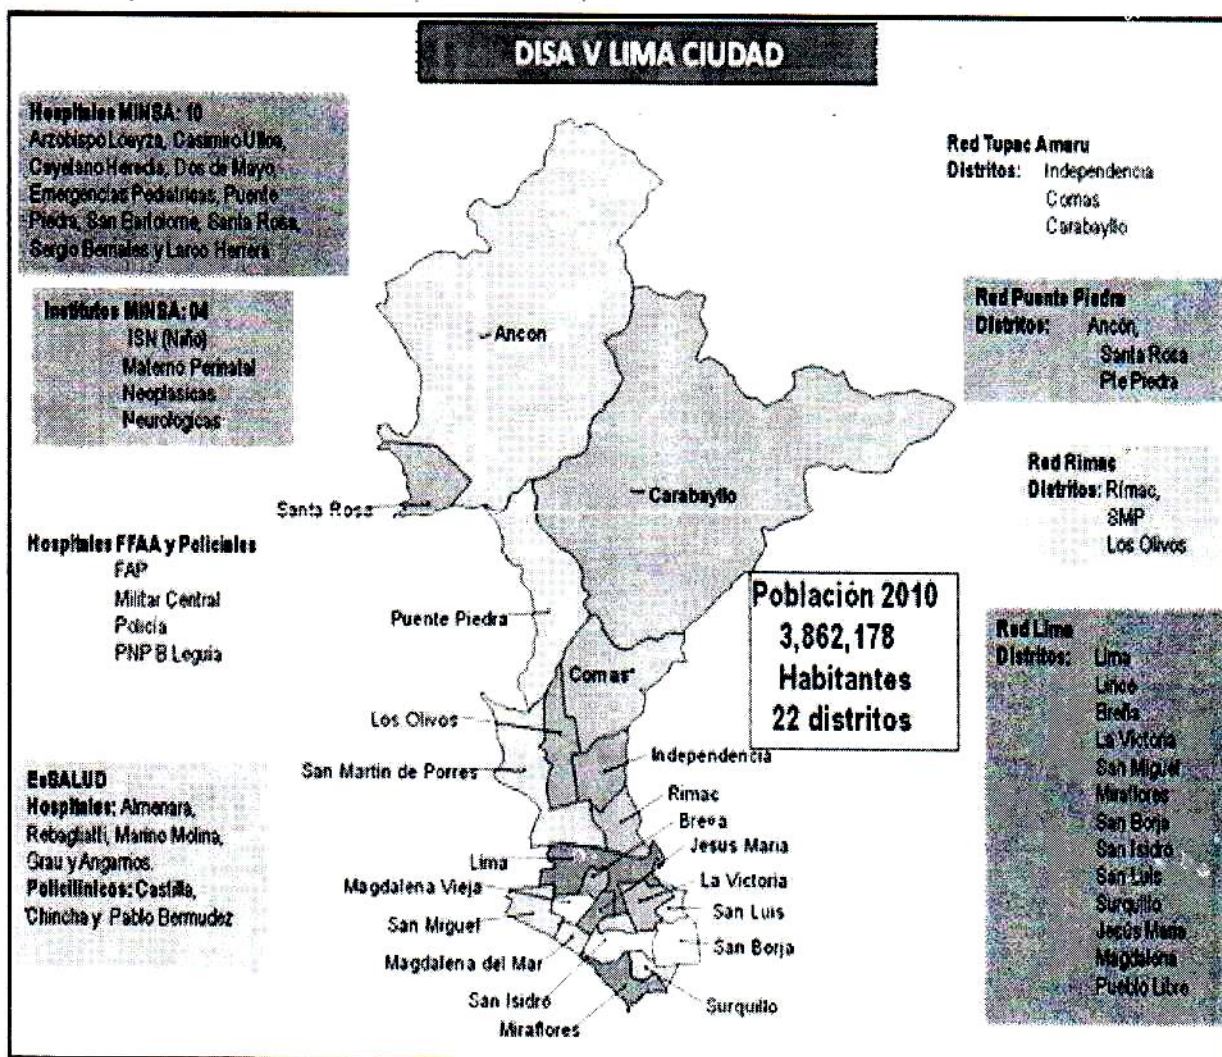 DISA V LIMA CIUDAD
Hospitales MINSA: 10
Arzobispo Loayza, Casimiro Ulloa,
Cayetano Heredia, Dos de Mayo,
Emergencias Pediatricas, Puente
Piedra, San Bartolome, Santa Rosa,
Sergio Bernales y Larco Herrera
Institutos MINSA: 04
ISN (Niño)
Materno Perinatal
Neoplasicas
Neurologicas
Hospitales FFAA y Policiales
FAP
Militar Central
Policía
PNP B Leguia
EsSALUD
Hospitales: Almenara,
Rebagliatti, Marino Molina,
Grau y Angamos.
Policlinicos: Castilla,
Chincha y Pablo Bermudez
Ancon
Carabayllo
Santa Rosa
Puente Piedra
Comas
Los Olivos
San Martin de Porres
Independencia
Rimac
Breña
Jesus Maria
Lima
La Victoria
Magdalena Vieja
San Luis
San Miguel
San Borja
Magdalena del Mar
San Isidro
Surquillo
Miraflores
Población 2010
3,862,178
Habitantes
22 distritos
Red Tupac Amaru
Distritos: Independencia
Comas
Carabayllo
Red Puente Piedra
Distritos: Ancón,
Santa Rosa
Pte Piedra
Red Rimac
Distritos: Rímac,
SMP
Los Olivos
Red Lima
Distritos: Lima
Lince
Breña
La Victoria
San Miguel
Miraflores
San Borja
San Isidro
San Luis
Surquillo
Jesús María
Magdalena
Pueblo Libre